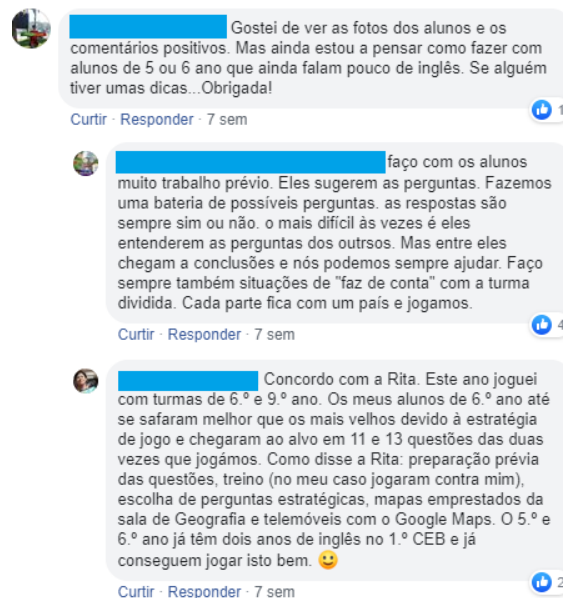 Gostei de ver as fotos dos alunos e os
comentários positivos. Mas ainda estou a pensar como fazer com
alunos de 5 ou 6 ano que ainda falam pouco de inglês. Se alguém
tiver umas dicas...Obrigada!
1
Curtir · Responder · 7 sem
faço com os alunos
muito trabalho prévio. Eles sugerem as perguntas. Fazemos
uma bateria de possíveis perguntas. as respostas são
sempre sim ou não. o mais difícil às vezes é eles
entenderem as perguntas dos outrsos. Mas entre eles
chegam a conclusões e nós podemos sempre ajudar. Faço
sempre também situações de "faz de conta" com a turma
dividida. Cada parte fica com um país e jogamos.
4
Curtir · Responder · 7 sem
Concordo com a Rita. Este ano joguei
com turmas de 6.º e 9.º ano. Os meus alunos de 6.º ano até
se safaram melhor que os mais velhos devido à estratégia
de jogo e chegaram ao alvo em 11 e 13 questões das duas
vezes que jogámos. Como disse a Rita: preparação prévia
das questões, treino (no meu caso jogaram contra mim),
escolha de perguntas estratégicas, mapas emprestados da
sala de Geografia e telemóveis com o Google Maps. O 5.º e
6.º ano já têm dois anos de inglês no 1.º CEB e já
conseguem jogar isto bem. 🙂
2
Curtir · Responder · 7 sem